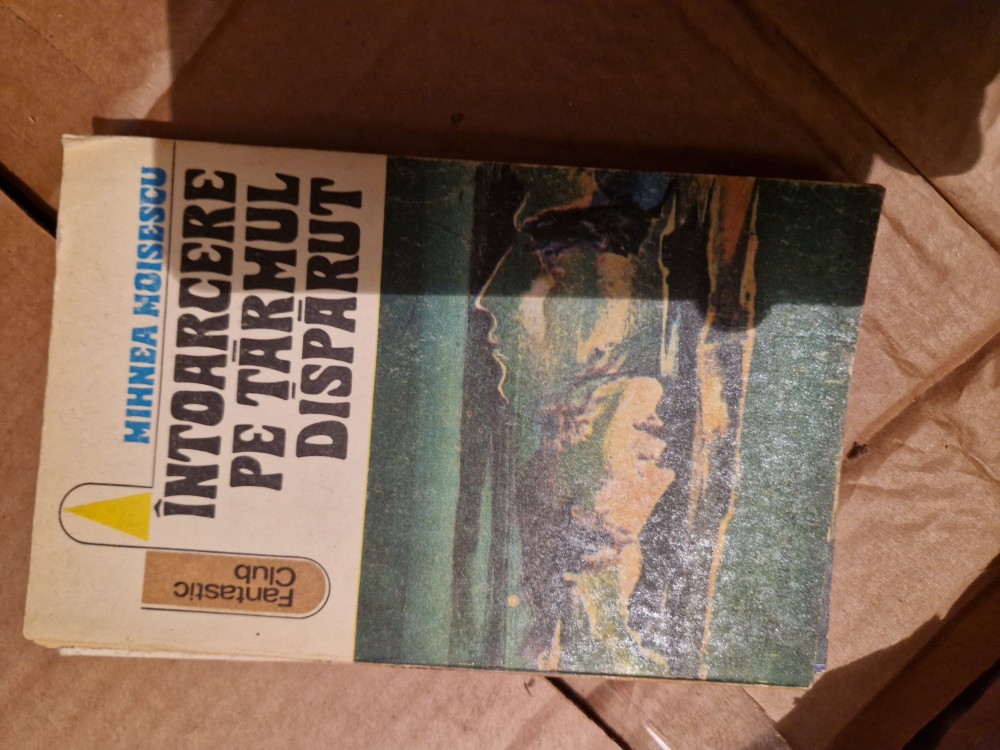 MIHNEA MOISESCU
ÎNTOARCERE
PE ȚĂRMUL
DISPĂRUT
Fantastic
Club